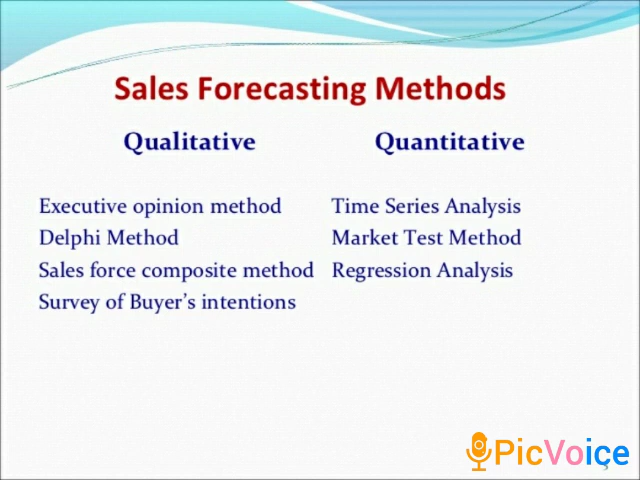 Sales Forecasting Methods
Qualitative
Executive opinion method
Delphi Method
Sales force composite method
Survey of Buyer's intentions
Quantitative
Time Series Analysis
Market Test Method
Regression Analysis
PicVoice